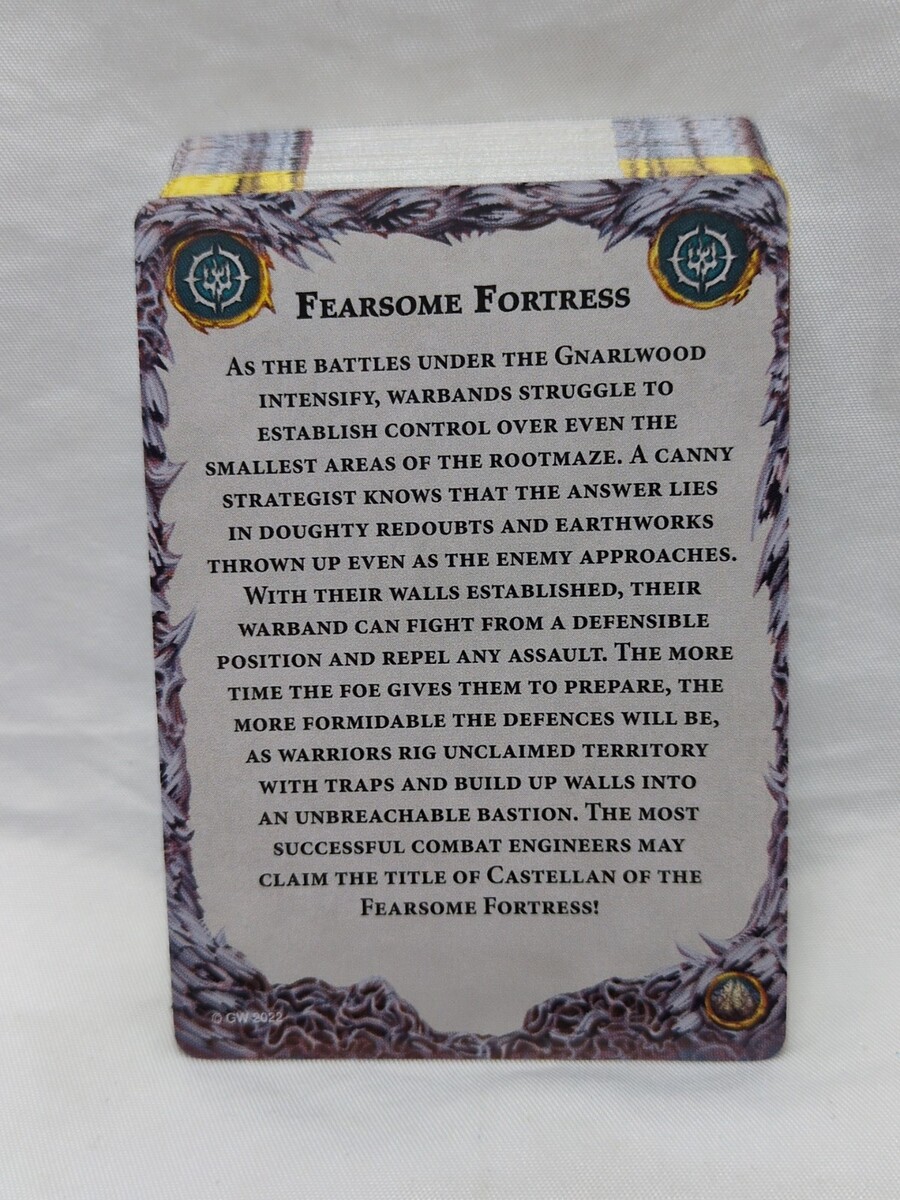 Fearsome Fortress
As the battles under the Gnarlwood
intensify, warbands struggle to
establish control over even the
smallest areas of the rootmaze. A canny
strategist knows that the answer lies
in doughty redoubts and earthworks
thrown up even as the enemy approaches.
With their walls established, their
warband can fight from a defensible
position and repel any assault. The more
time the foe gives them to prepare, the
more formidable the defences will be,
as warriors rig unclaimed territory
with traps and build up walls into
an unbreachable bastion. The most
successful combat engineers may
claim the title of Castellan of the
Fearsome Fortress!
© GW 2022